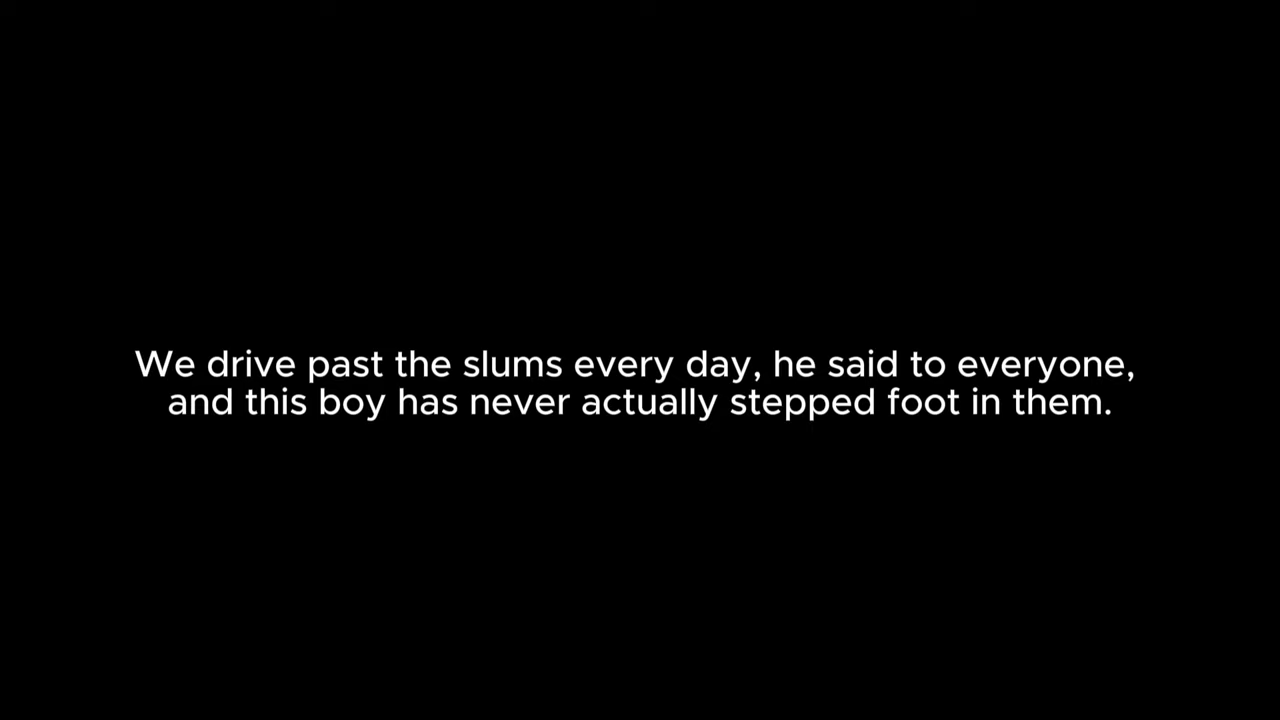 We drive past the slums every day, he said to everyone,
and this boy has never actually stepped foot in them.